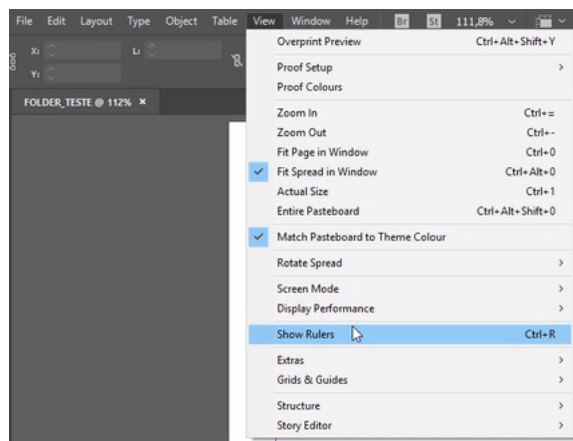 File Edit Layout Type Object Table View Window Help Br St 111,8%
X:
L:
Y:
FOLDER_TESTE @ 112% ×
Overprint Preview Ctrl+Alt+Shift+Y
Proof Setup
Proof Colours
Zoom In Ctrl+=
Zoom Out Ctrl+-
Fit Page in Window Ctrl+0
Fit Spread in Window Ctrl+Alt+0
Actual Size Ctrl+1
Entire Pasteboard Ctrl+Alt+Shift+0
Match Pasteboard to Theme Colour
Rotate Spread
Screen Mode
Display Performance
Show Rulers Ctrl+R
Extras
Grids & Guides
Structure
Story Editor